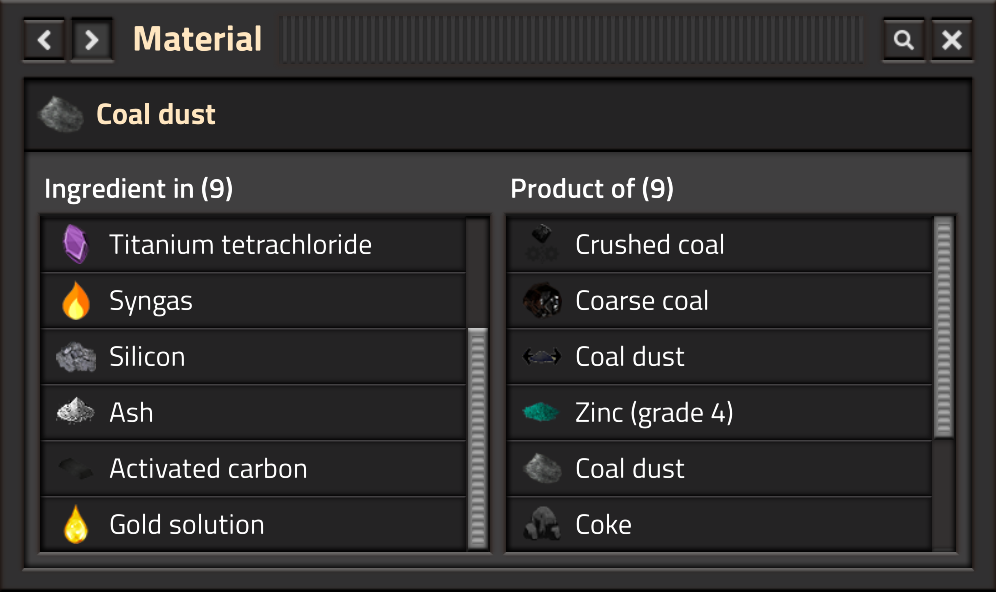 Material
Coal dust
Ingredient in (9)
Titanium tetrachloride
Syngas
Silicon
Ash
Activated carbon
Gold solution
Product of (9)
Crushed coal
Coarse coal
Coal dust
Zinc (grade 4)
Coal dust
Coke